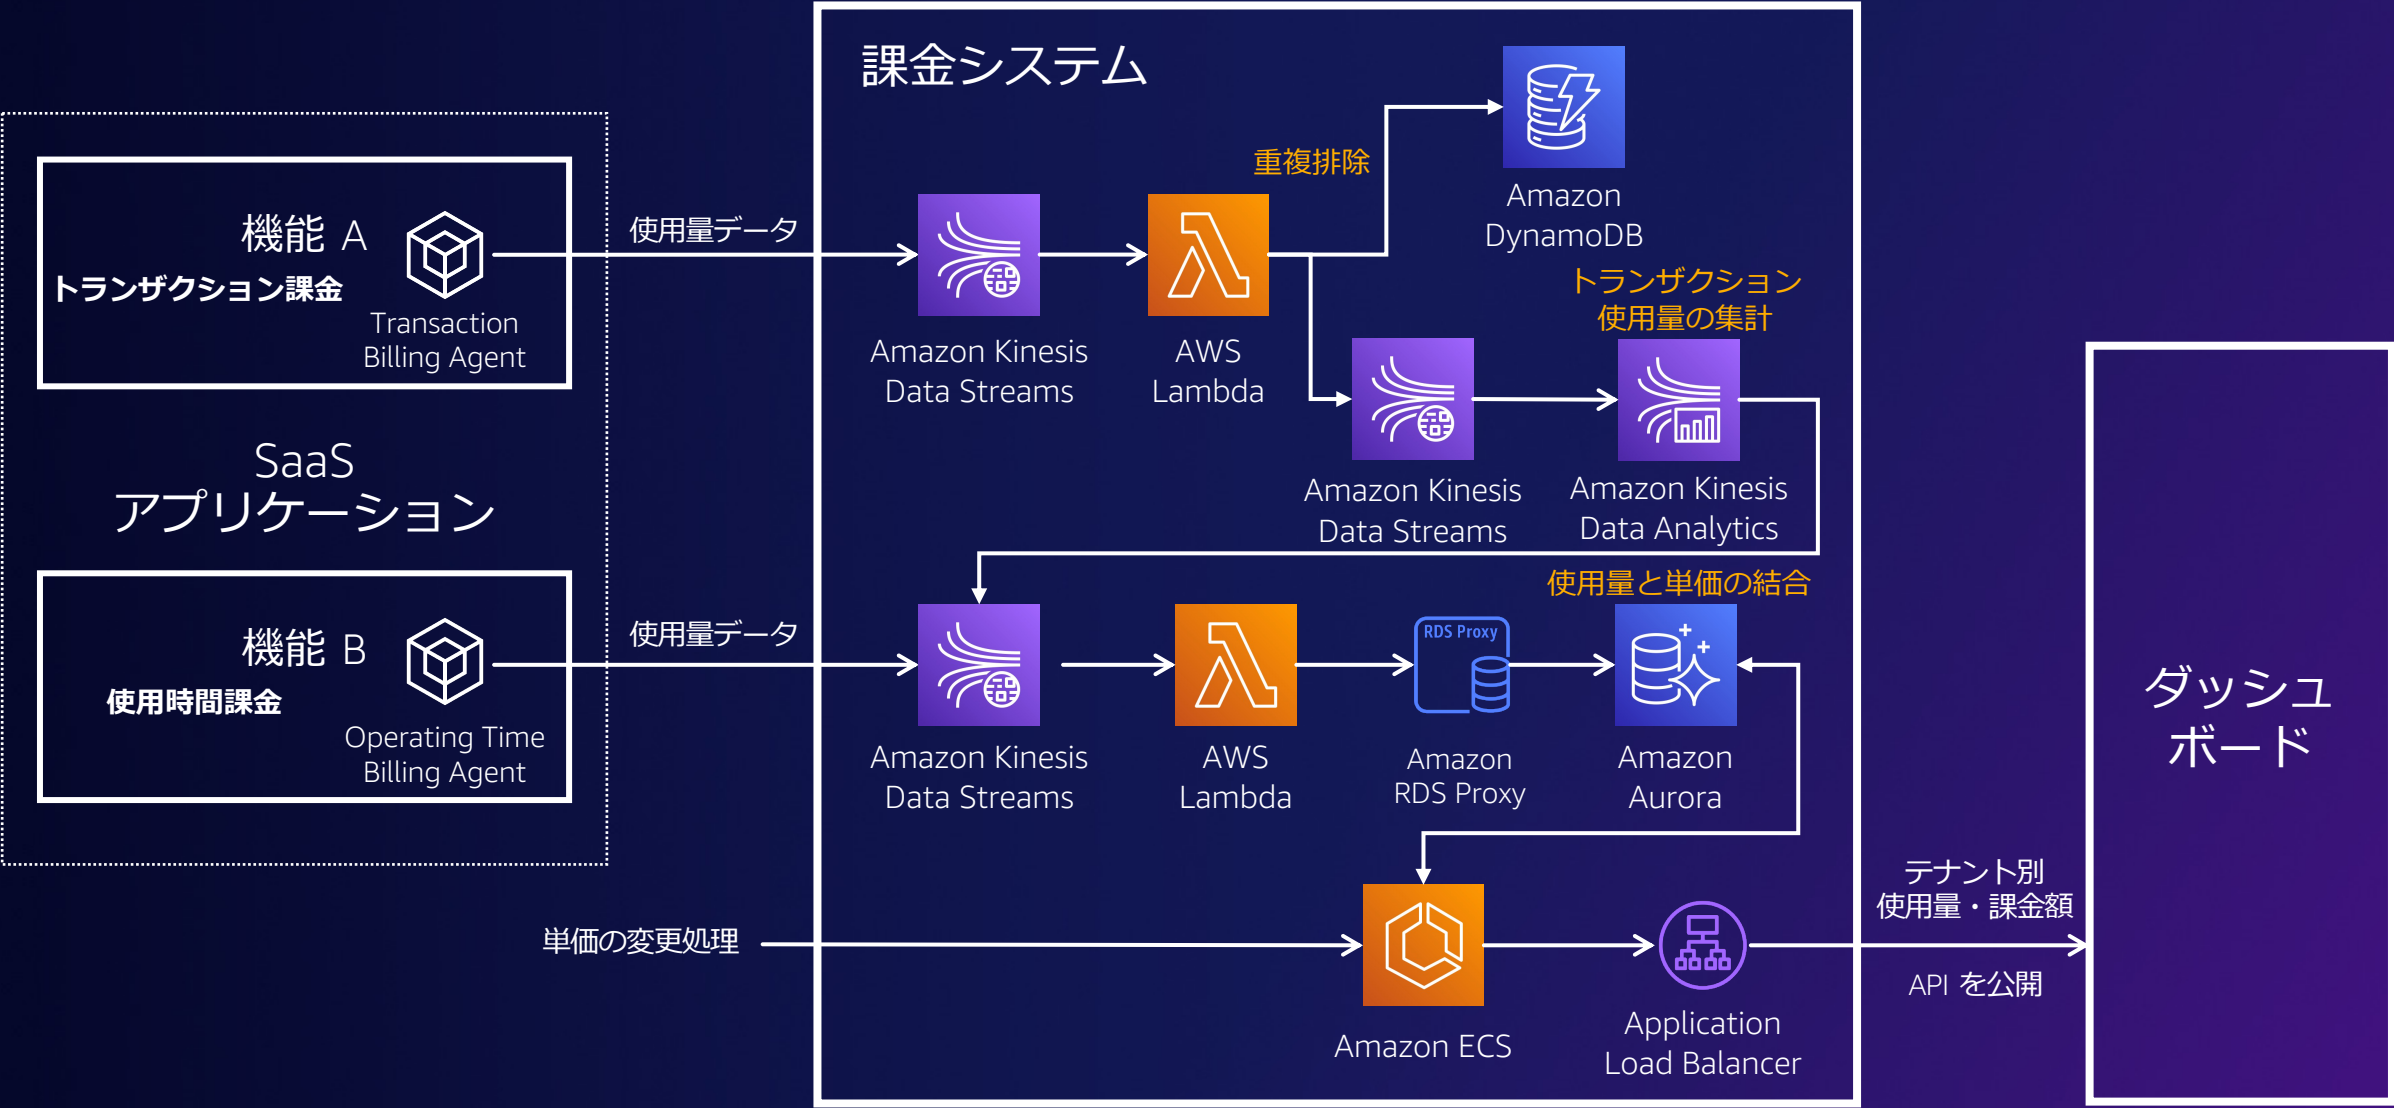 課金システム
機能 A
トランザクション課金
Transaction
Billing Agent
使用量データ
SaaS
アプリケーション
機能 B
使用時間課金
Operating Time
Billing Agent
使用量データ
単価の変更処理
Amazon Kinesis
Data Streams
AWS
Lambda
重複排除
Amazon
DynamoDB
トランザクション
使用量の集計
Amazon Kinesis
Data Streams
Amazon Kinesis
Data Analytics
使用量と単価の結合
Amazon Kinesis
Data Streams
AWS
Lambda
RDS Proxy
Amazon
RDS Proxy
Amazon
Aurora
Amazon ECS
Application
Load Balancer
テナント別
使用量・課金額
API を公開
ダッシュ
ボード